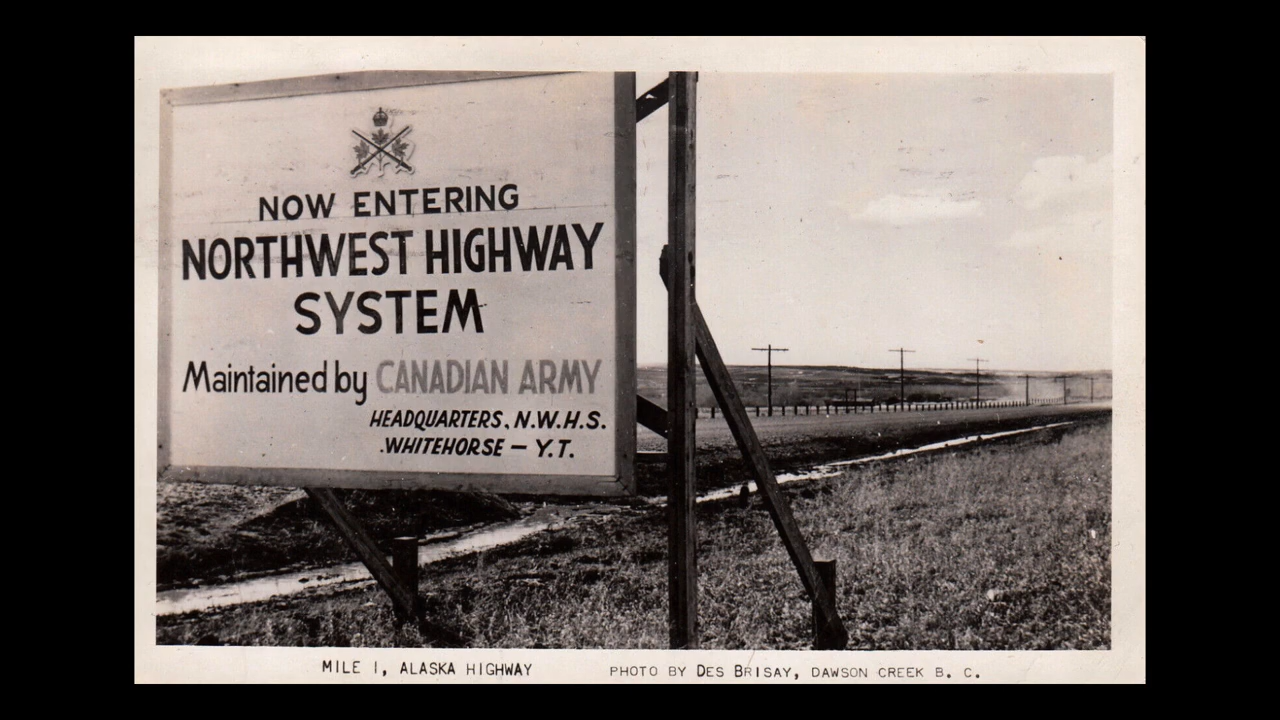 NOW ENTERING
NORTHWEST HIGHWAY
SYSTEM
Maintained by CANADIAN ARMY
HEADQUARTERS, N.W.H.S.
WHITEHORSE — Y.T.
MILE 1, ALASKA HIGHWAY PHOTO BY DES BRISAY, DAWSON CREEK B. C.